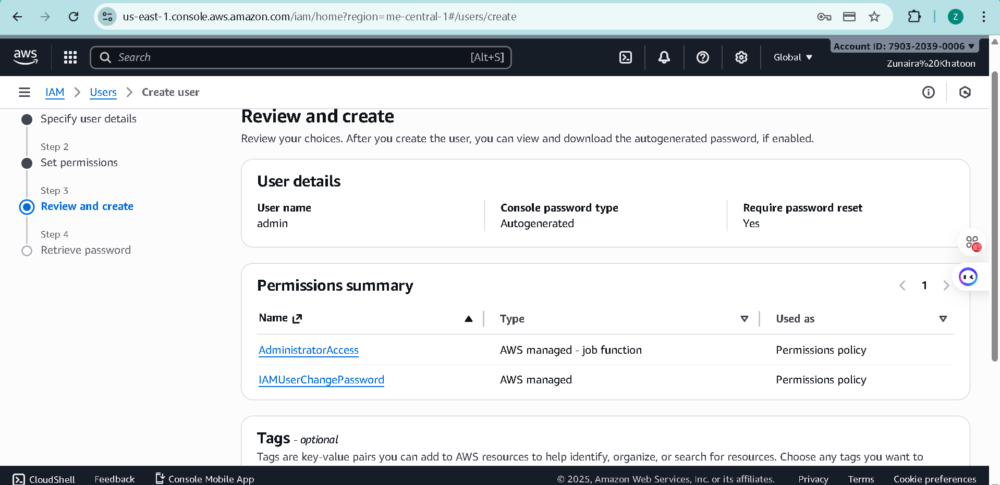 us-east-1.console.aws.amazon.com/iam/home?region=me-central-1#/users/create
Z
aws
Search
[Alt+S]
Global
Account ID: 7903-2039-0006
Zunaira%20Khatoon
IAM
Users
Create user
Specify user details
Step 2
Set permissions
Step 3
Review and create
Step 4
Retrieve password
Review and create
Review your choices. After you create the user, you can view and download the autogenerated password, if enabled.
User details
User name
admin
Console password type
Autogenerated
Require password reset
Yes
Permissions summary
1
Name
Type
Used as
AdministratorAccess
AWS managed - job function
Permissions policy
IAMUserChangePassword
AWS managed
Permissions policy
Tags - optional
Tags are key-value pairs you can add to AWS resources to help identify, organize, or search for resources. Choose any tags you want to
CloudShell
Feedback
Console Mobile App
© 2025, Amazon Web Services, Inc. or its affiliates.
Privacy
Terms
Cookie preferences